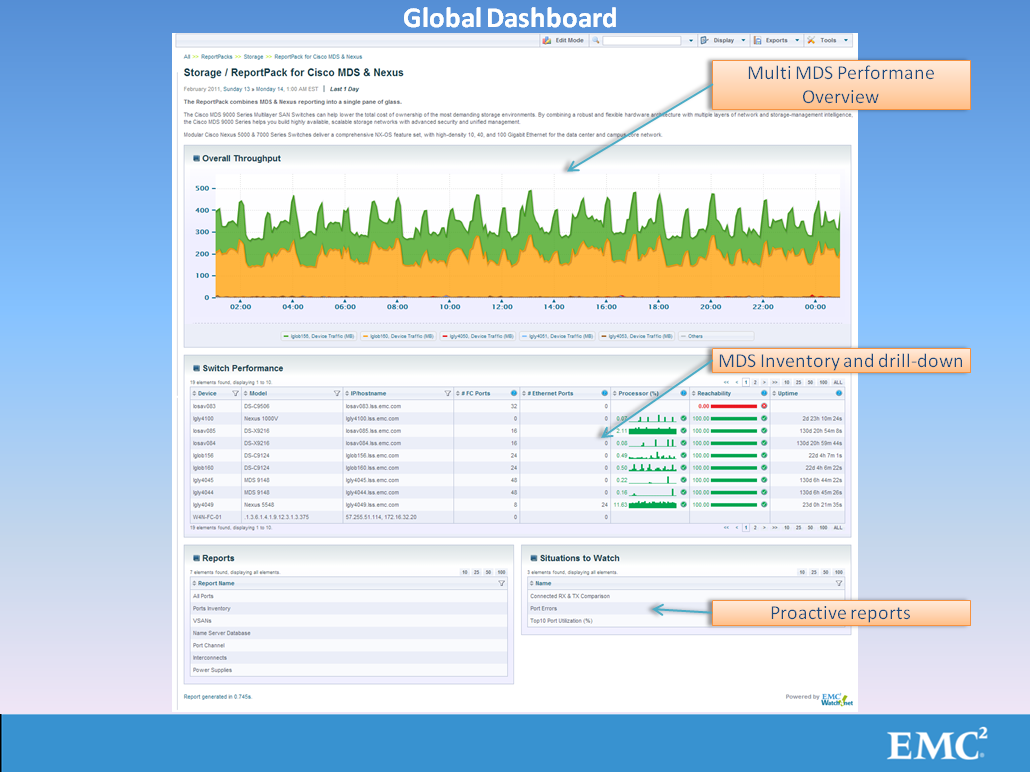 Global Dashboard
Edit Mode Display Exports Tools
All >> ReportPacks >> Storage >> ReportPack for Cisco MDS & Nexus
Storage / ReportPack for Cisco MDS & Nexus
February 2011, Sunday 13 » Monday 14, 1:00 AM EST | Last 1 Day
Multi MDS Performane
Overview
The ReportPack combines MDS & Nexus reporting into a single pane of glass.
The Cisco MDS 9000 Series Multilayer SAN Switches can help lower the total cost of ownership of the most demanding storage environments. By combining a robust and flexible hardware architecture with multiple layers of network and storage-management intelligence,
the Cisco MDS 9000 Series helps you build highly available, scalable storage networks with advanced security and unified management.
Modular Cisco Nexus 5000 & 7000 Series Switches deliver a comprehensive NX-OS feature set, with high-density 10, 40, and 100 Gigabit Ethernet for the data center and campus core network.
Overall Throughput
500
400
300
200
100
0
02:00 04:00 06:00 08:00 10:00 12:00 14:00 16:00 18:00 20:00 22:00 00:00
lglob156, Device Traffic (MB) lglob160, Device Traffic (MB) lgly4050, Device Traffic (MB) lgly4051, Device Traffic (MB) lgly4053, Device Traffic (MB) Others
MDS Inventory and drill-down
Switch Performance
19 elements found, displaying 1 to 10. << < 1 2 > >> 10 25 50 100 ALL
Device Model IP/hostname # FC Ports # Ethernet Ports Processor (%) Reachability Uptime
losav083 DS-C9506 losav083.lss.emc.com 32 0 0.00
lgly4100 Nexus 1000V lgly4100.lss.emc.com 0 100.00 2d 23h 10m 24s
losav085 DS-X9216 losav085.lss.emc.com 16 0 2.11 100.00 130d 20h 54m 8s
losav084 DS-X9216 losav084.lss.emc.com 16 0 0.08 100.00 130d 20h 59m 44s
lglob156 DS-C9124 lglob156.lss.emc.com 24 0 0.49 100.00 22d 4h 7m 1s
lglob160 DS-C9124 lglob160.lss.emc.com 24 0 0.50 100.00 22d 4h 6m 22s
lgly4045 MDS 9148 lgly4045.lss.emc.com 48 0 0.22 100.00 130d 6h 44m 22s
lgly4044 MDS 9148 lgly4044.lss.emc.com 48 0 0.16 100.00 130d 6h 45m 26s
lgly4049 Nexus 5548 lgly4049.lss.emc.com 8 24 11.63 100.00 23d 0h 21m 35s
W4N-FC-01 .1.3.6.1.4.1.9.12.3.1.3.375 57.255.51.114, 172.16.32.20 0
19 elements found, displaying 1 to 10. << < 1 2 > >> 10 25 50 100 ALL
Reports
7 elements found, displaying all elements. 10 25 50 100
Report Name
All Ports
Ports Inventory
VSANs
Name Server Database
Port Channel
Interconnects
Power Supplies
Situations to Watch
3 elements found, displaying all elements. 10 25 50 100
Name
Connected RX & TX Comparison
Port Errors
Top10 Port Utilization (%)
Proactive reports
Report generated in 0.745s
Powered by EMC² Watch4net
EMC²